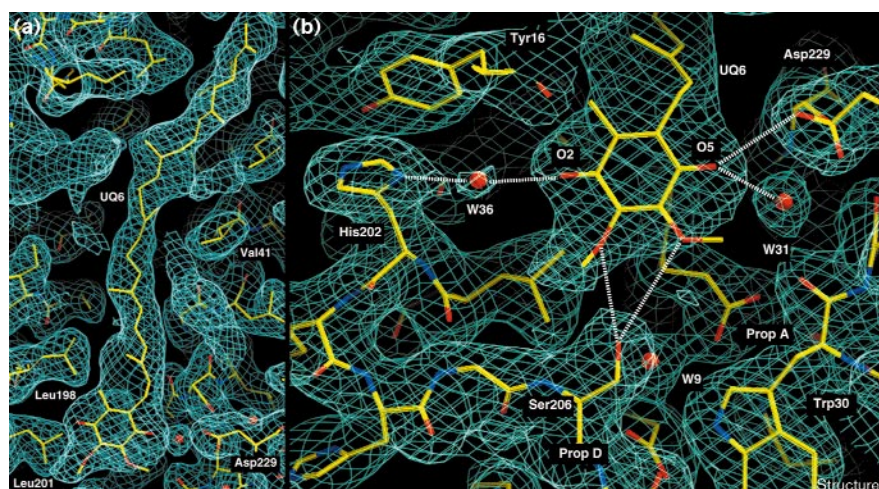 (a)
UQ6
Val41
Leu198
Asp229
Leu201
(b)
Tyr16
UQ6
Asp229
O2
O5
W36
His202
W31
Prop A
W9
Ser206
Trp30
Prop D
Structure